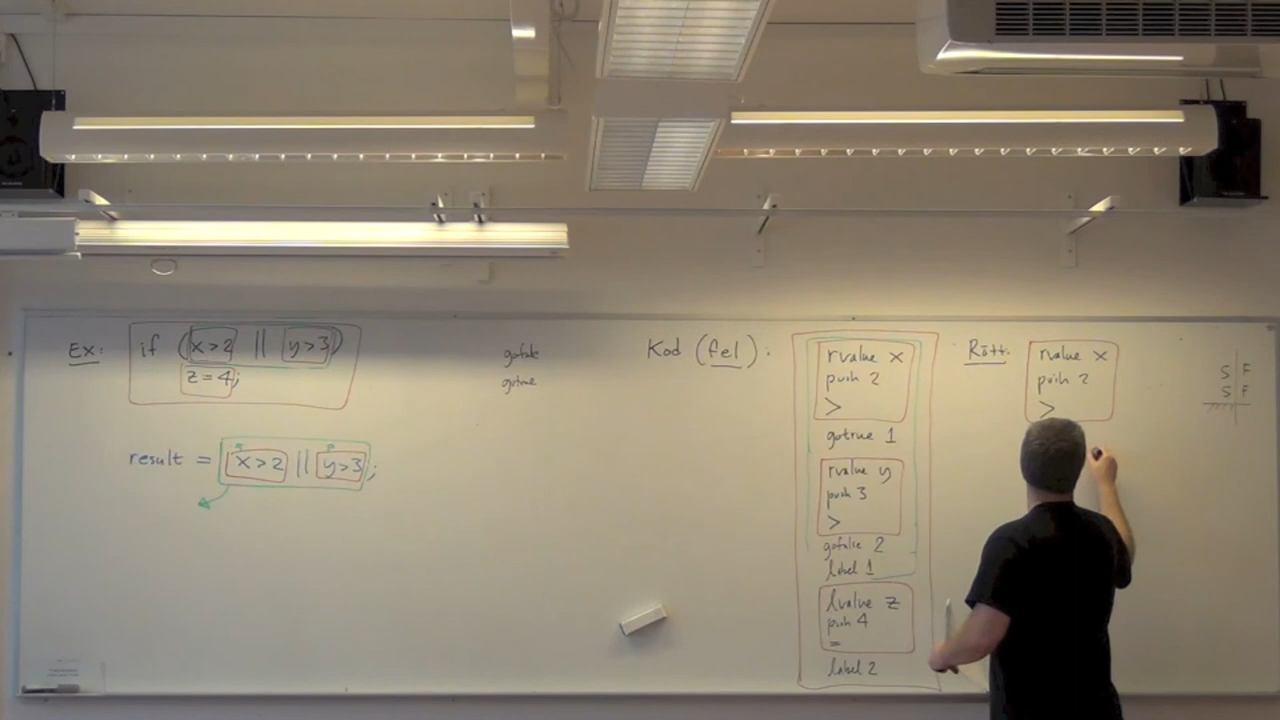 Ex: if (x>2 || y>3)
z=4;
result = x>2 || y>3;
gofalse
gotrue
Kod (fel):
rvalue x
push 2
>
gotrue 1
rvalue y
push 3
>
gofalse 2
label 1
lvalue z
push 4
=
label 2
Rätt:
rvalue x
push 2
>
S F
S F